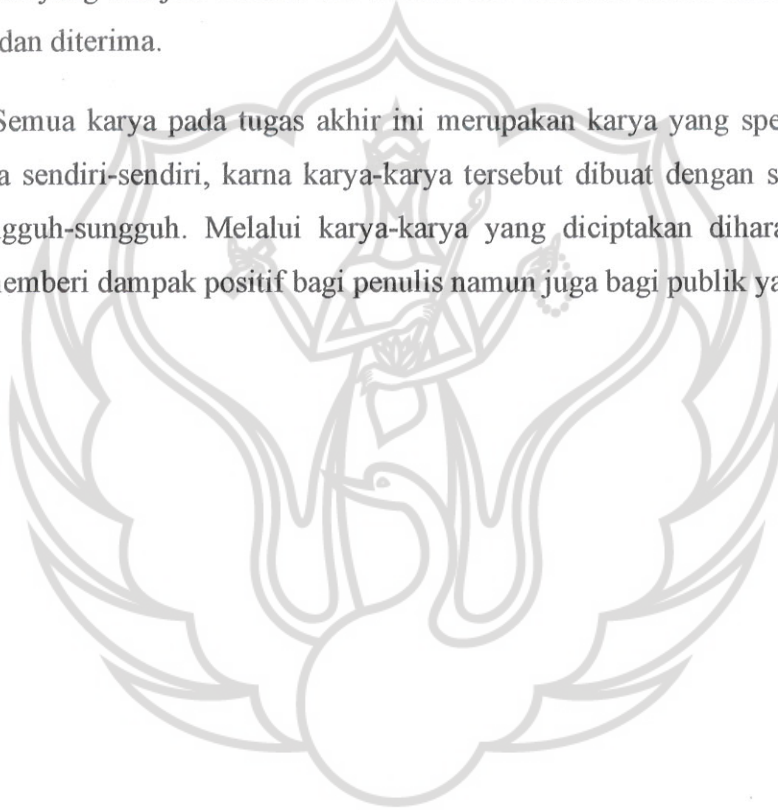 dan diterima.
Semua karya pada tugas akhir ini merupakan karya yang spe
a sendiri-sendiri, karna karya-karya tersebut dibuat dengan s
gguh-sungguh. Melalui karya-karya yang diciptakan dihara
emberi dampak positif bagi penulis namun juga bagi publik ya